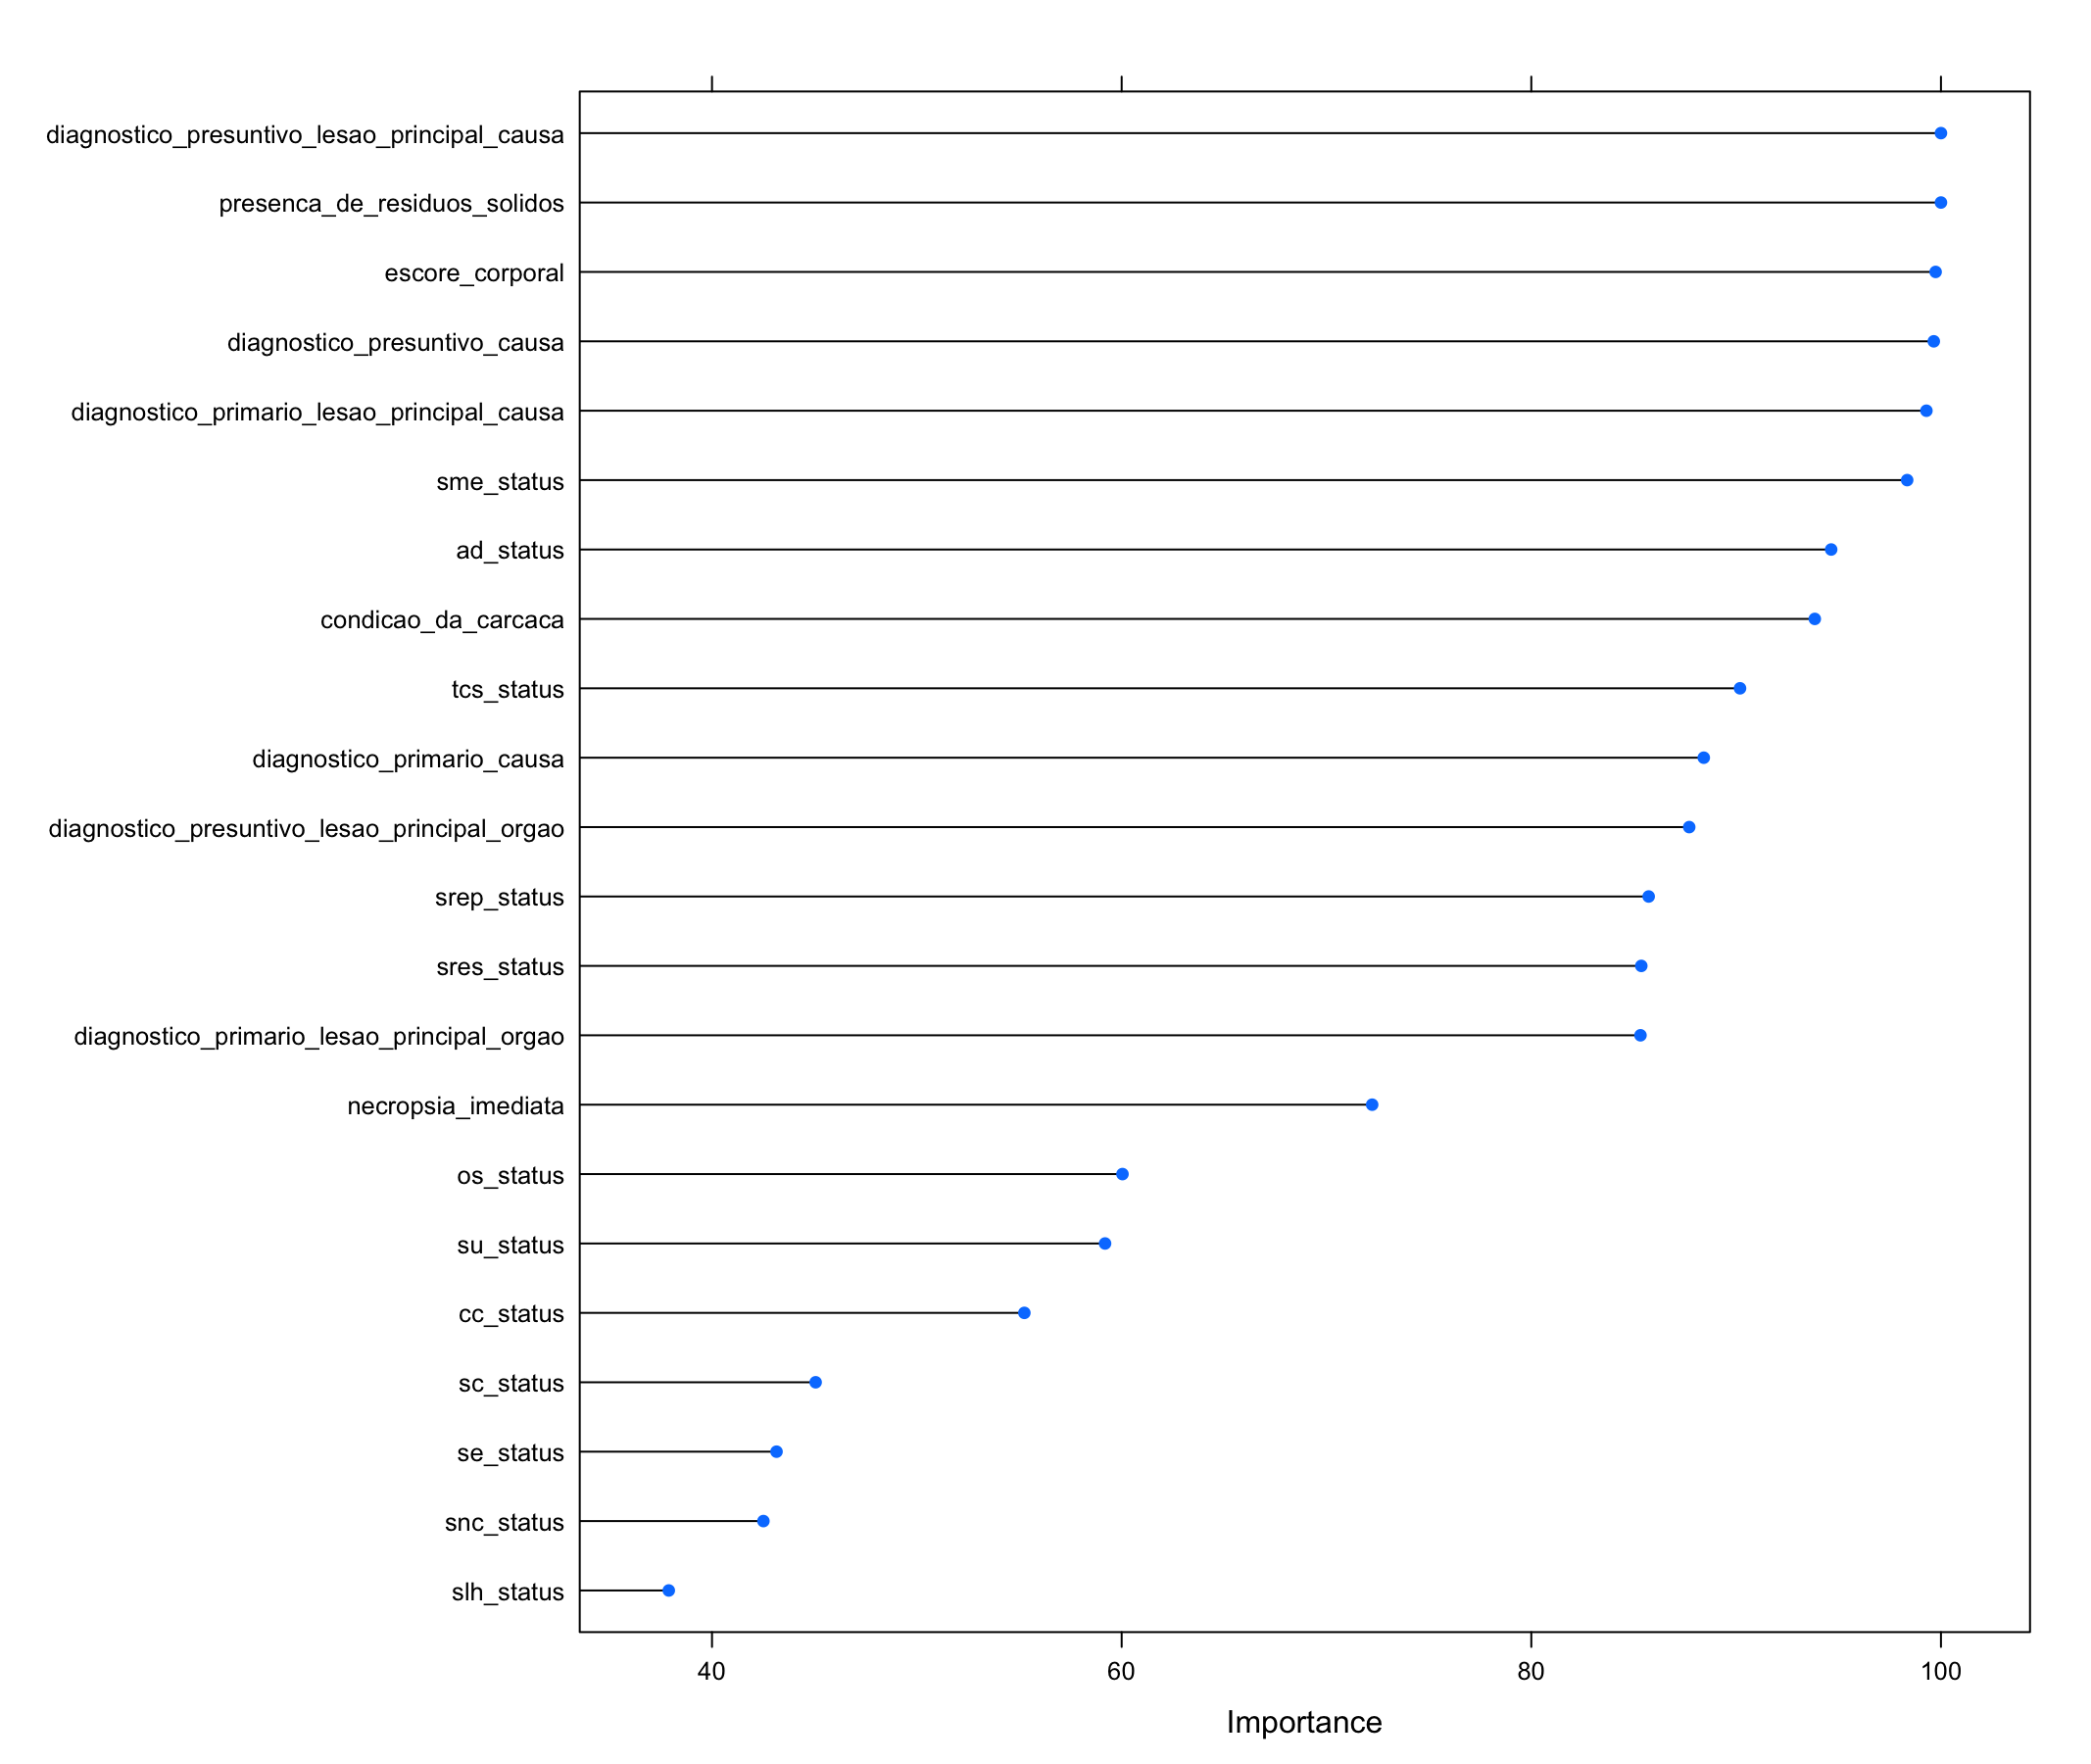 diagnostico_presuntivo_lesao_principal_causa
presenca_de_residuos_solidos
escore_corporal
diagnostico_presuntivo_causa
diagnostico_primario_lesao_principal_causa
sme_status
ad_status
condicao_da_carcaca
tcs_status
diagnostico_primario_causa
diagnostico_presuntivo_lesao_principal_orgao
srep_status
sres_status
diagnostico_primario_lesao_principal_orgao
necropsia_imediata
os_status
su_status
cc_status
sc_status
se_status
snc_status
slh_status
40 60 80 100
Importance